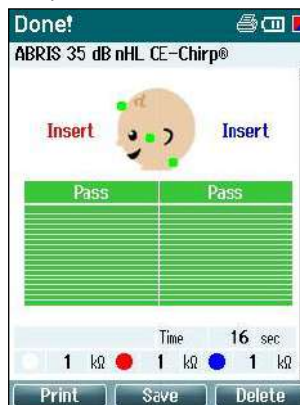 Done!
ABRIS 35 dB nHL CE-Chirp®
Insert Insert
Pass Pass
Time 16 sec
1 kΩ 1 kΩ 1 kΩ
Print Save Delete